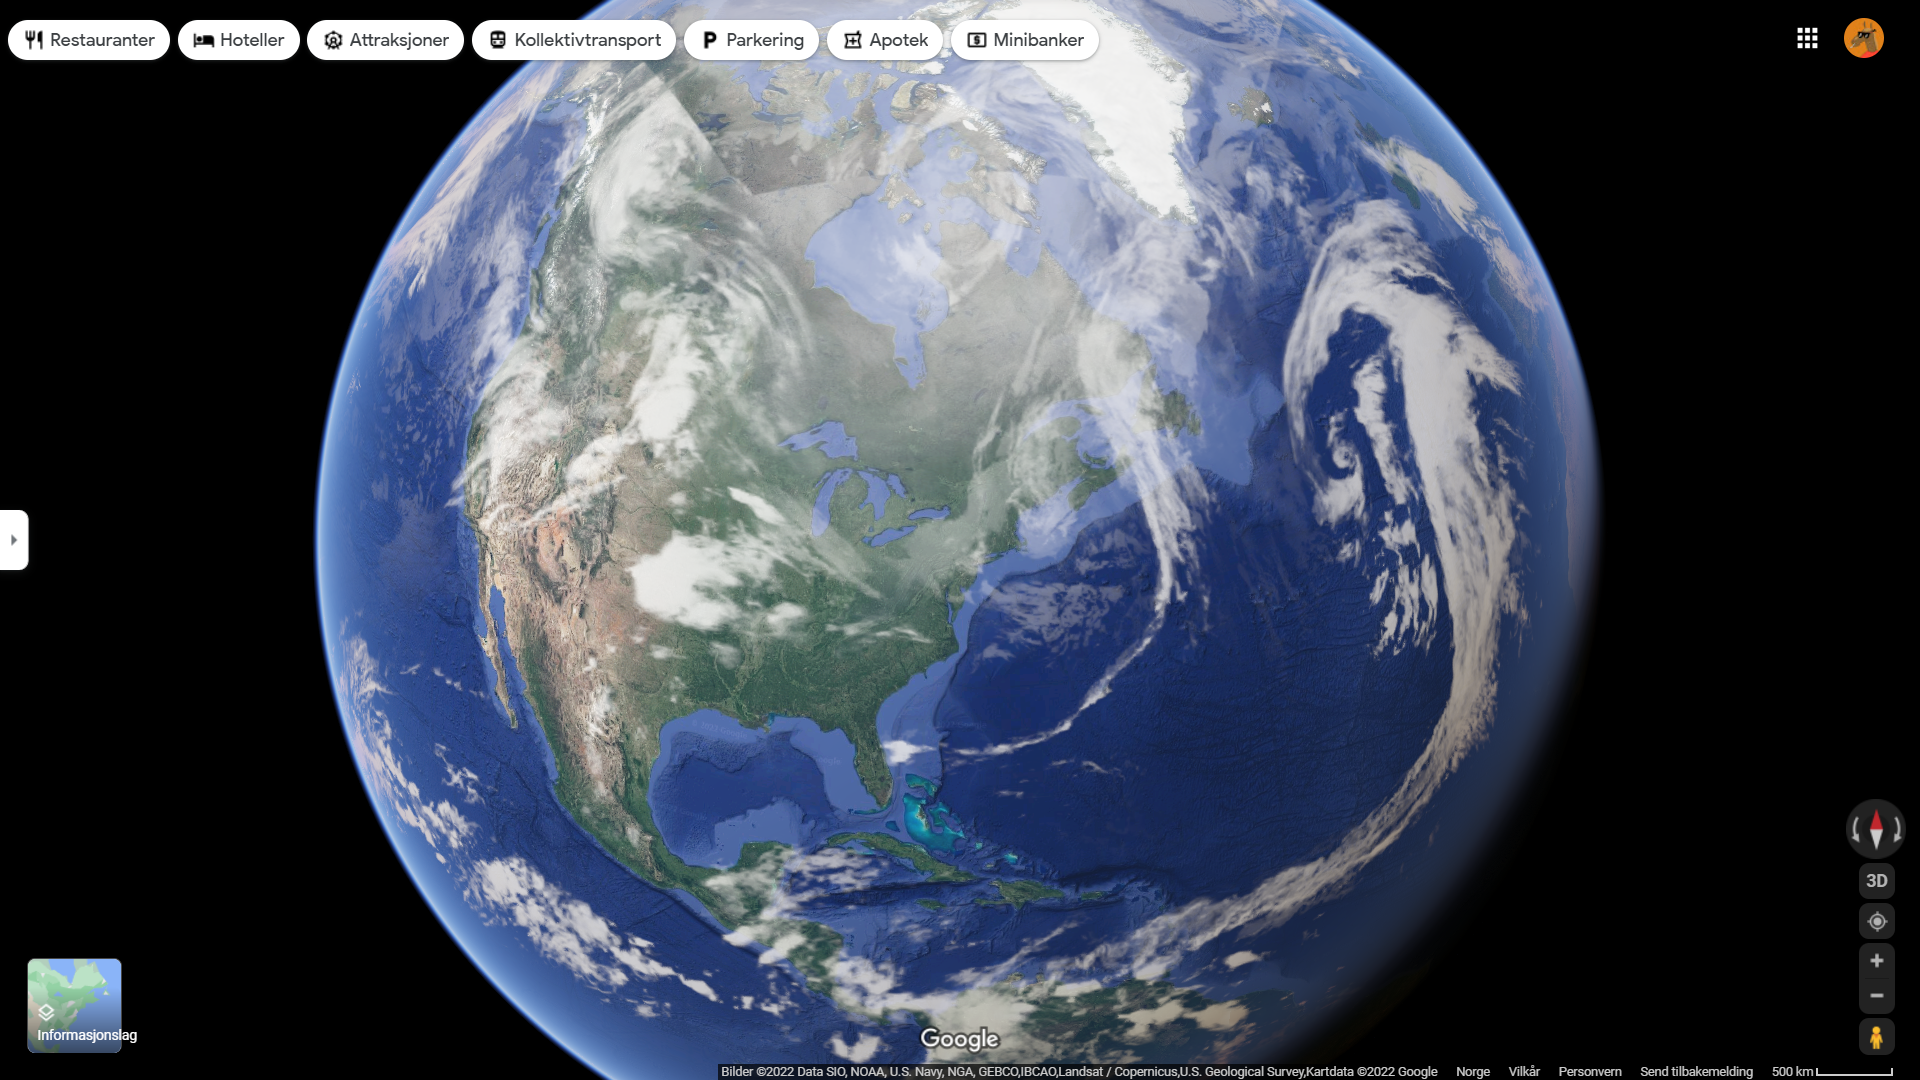 Restauranter
Hoteller
Attraksjoner
Kollektivtransport
P Parkering
Apotek
$ Minibanker
3D
Informasjonslag
Google
Bilder ©2022 Data SIO, NOAA, U.S. Navy, NGA, GEBCO,IBCAO,Landsat / Copernicus,U.S. Geological Survey,Kartdata ©2022 Google Norge Vilkår Personvern Send tilbakemelding 500 km